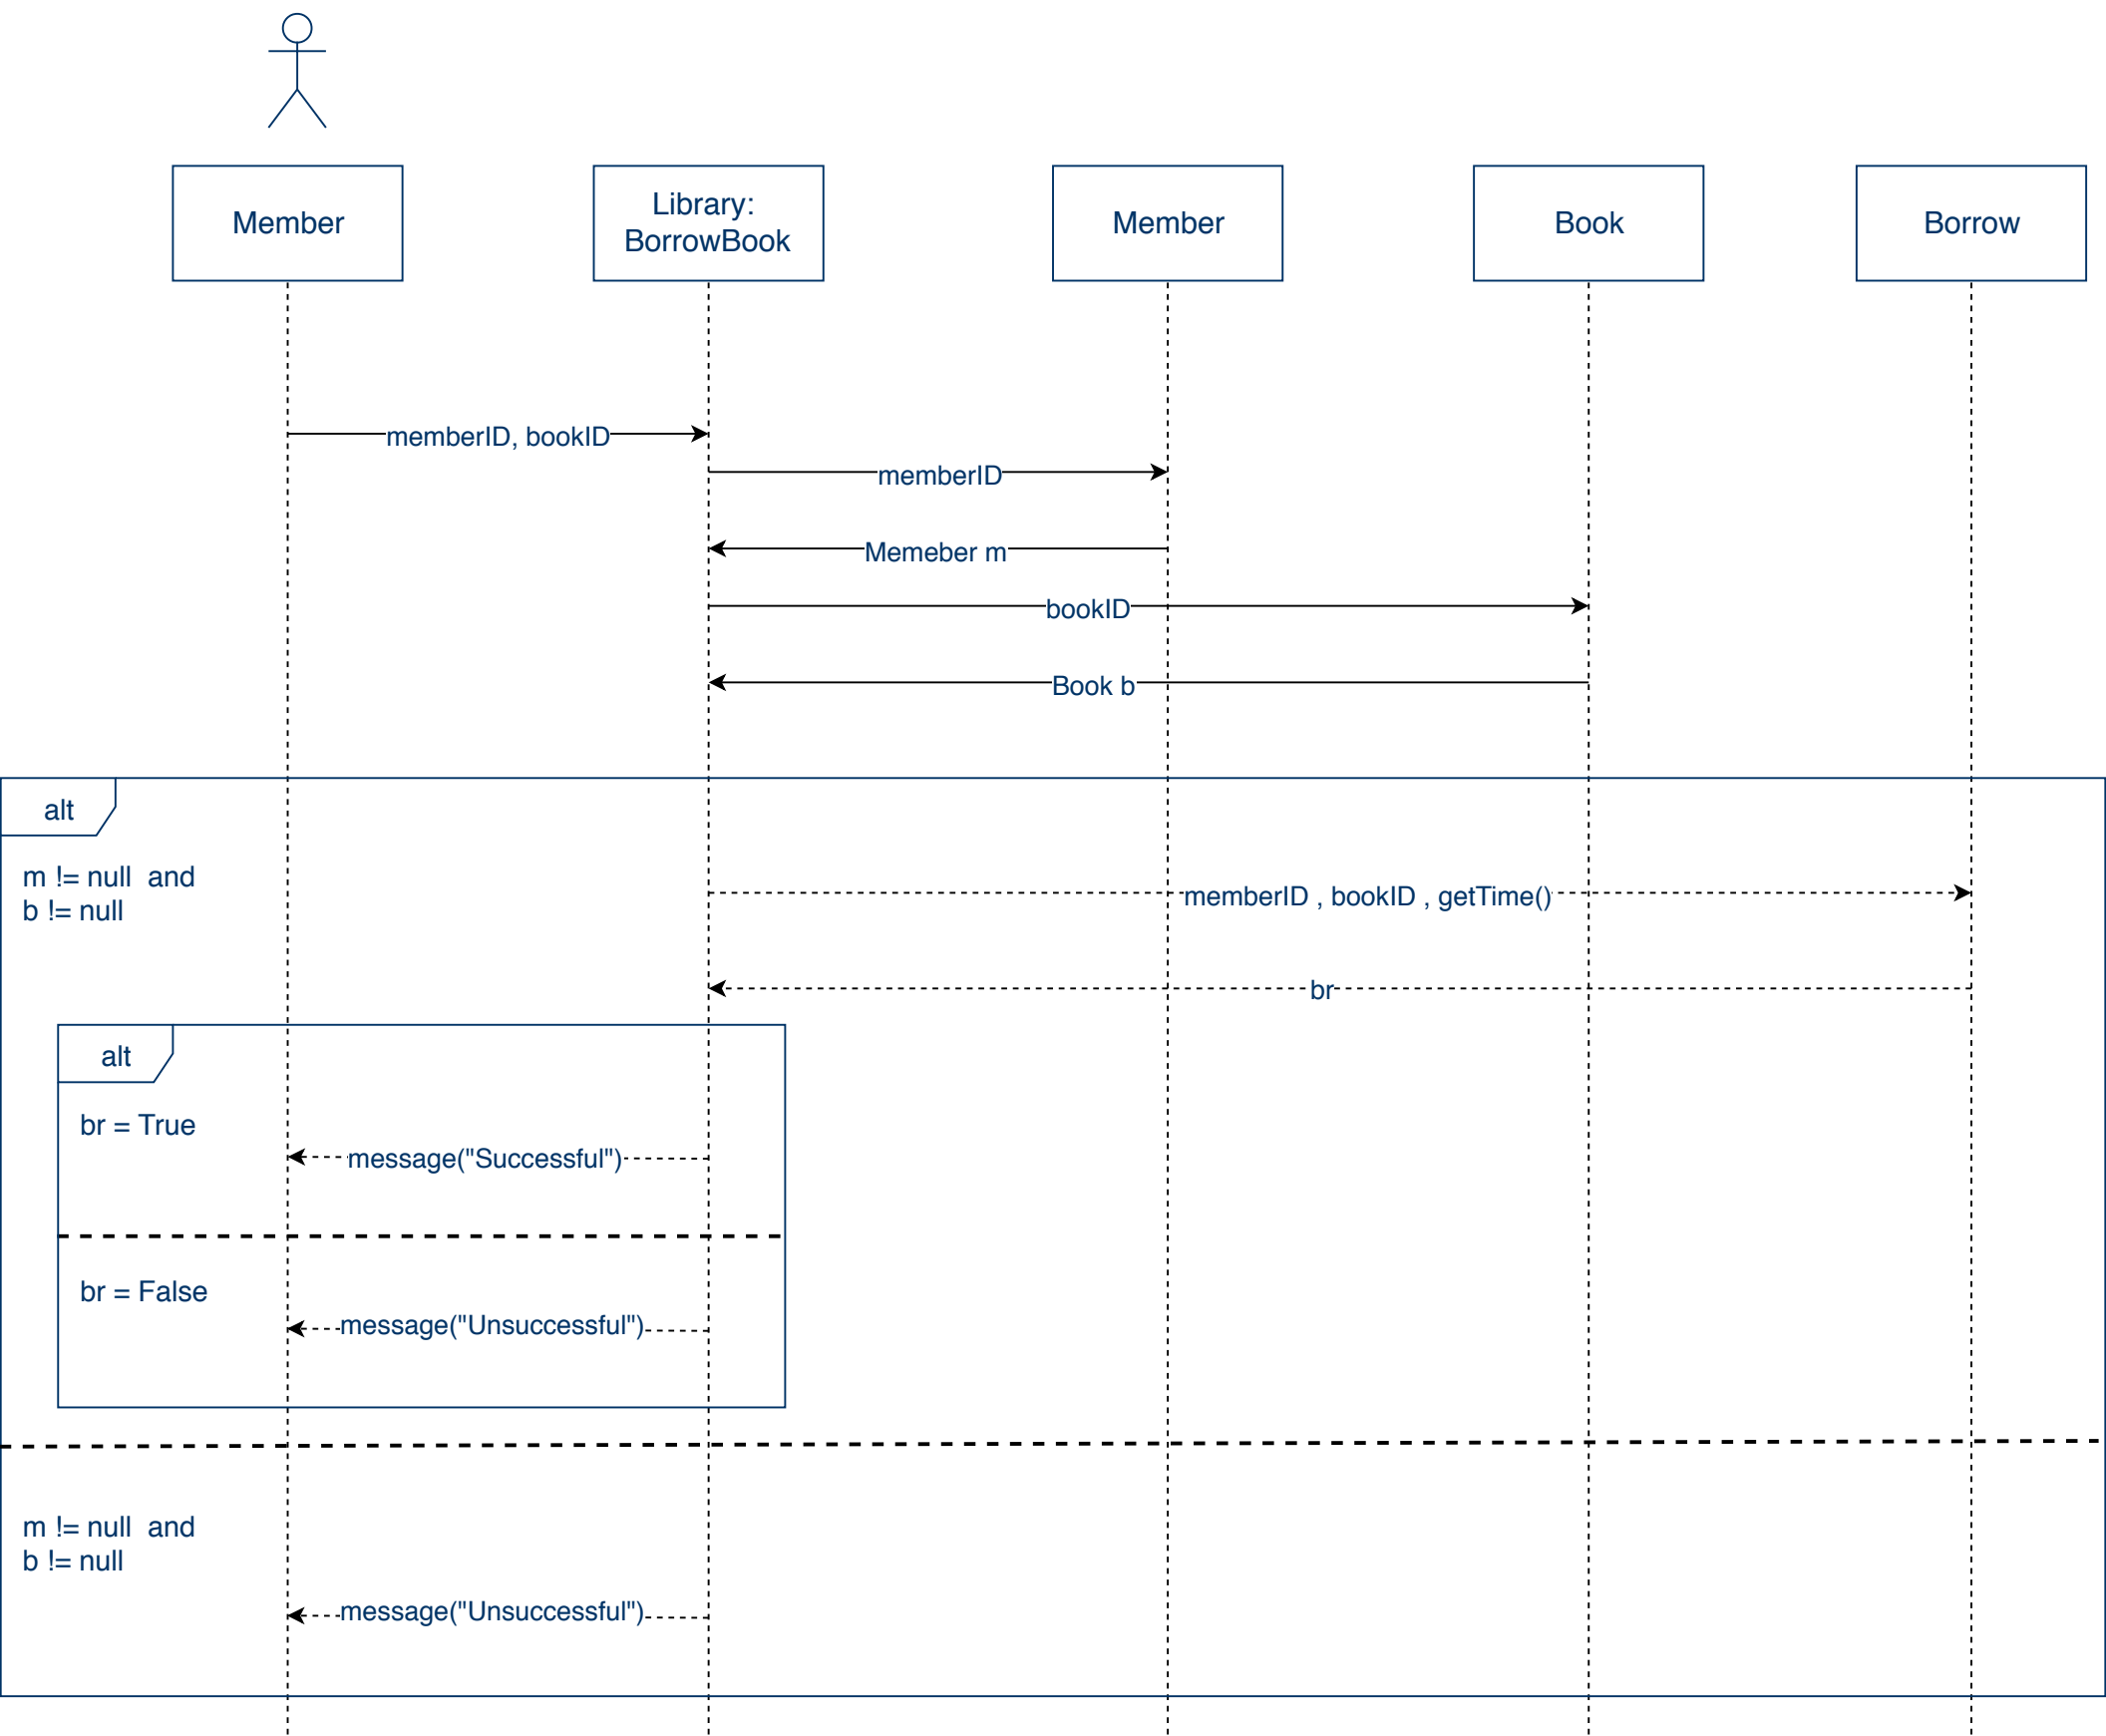 Member
Library:
BorrowBook
Member
Book
Borrow
memberID, bookID
memberID
Memeber m
bookID
Book b
alt
m != null  and
b != null
memberID , bookID , getTime()
br
alt
br = True
message("Successful")
br = False
message("Unsuccessful")
m != null  and
b != null
message("Unsuccessful")